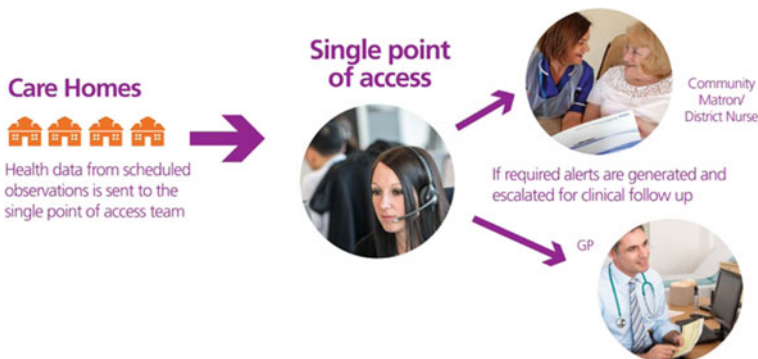 Care Homes
Health data from scheduled
observations is sent to the
single point of access team
Single point
of access
Community
Matron/
District Nurse
If required alerts are generated and
escalated for clinical follow up
GP